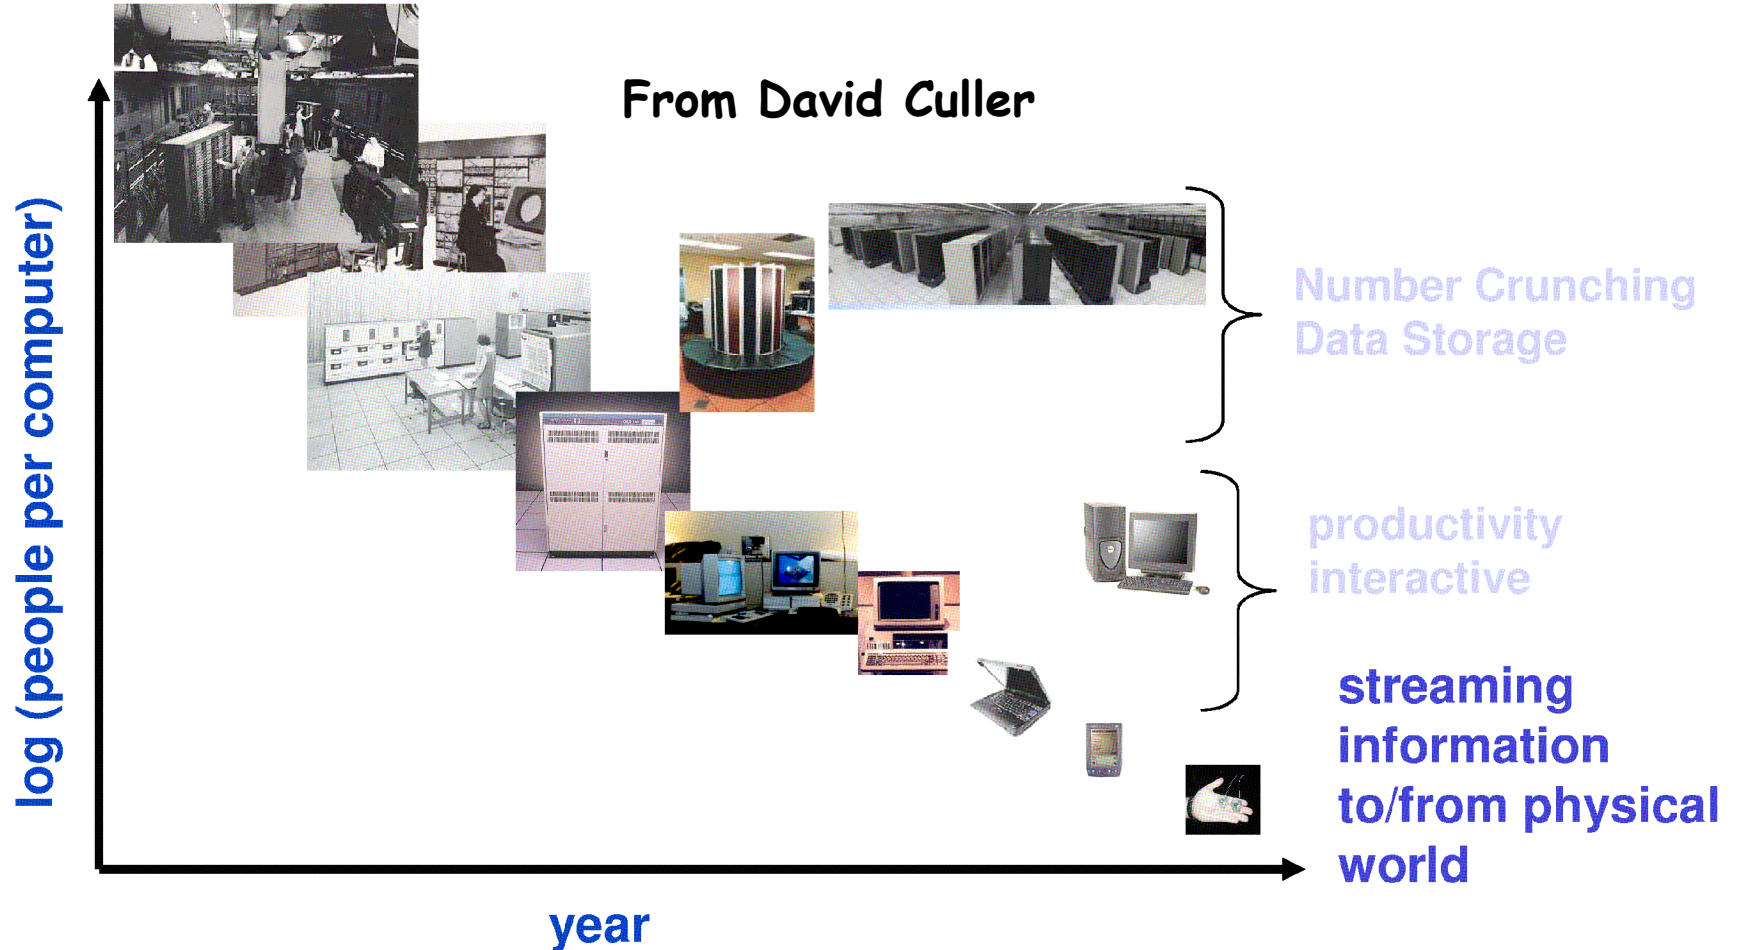 From David Culler
log (people per computer)
Number Crunching
Data Storage
productivity
interactive
streaming
information
to/from physical
world
year